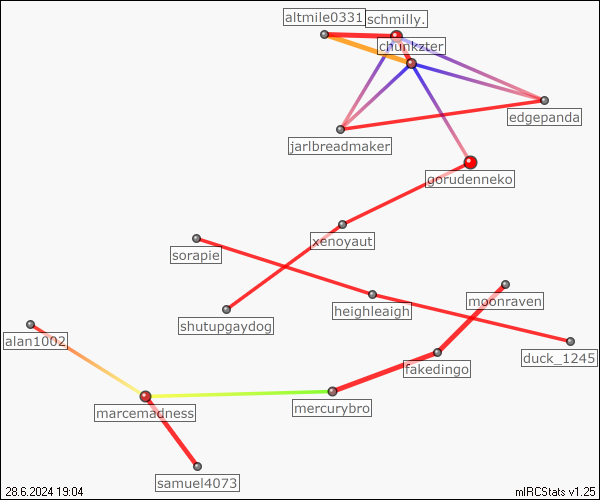 altmile0331
schmilly.
chunkzter
edgepanda
jarlbreadmaker
gorudenneko
xenoyaut
sorapie
moonraven
heighleaigh
shutupgaydog
alan1002
duck_1245
fakedingo
marcemadness
mercurybro
samuel4073
28.6.2024 19:04
mIRCStats v1.25